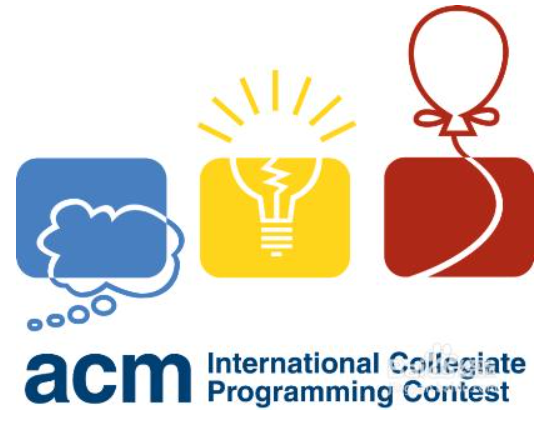 acm International Collegiate
Programming Contest